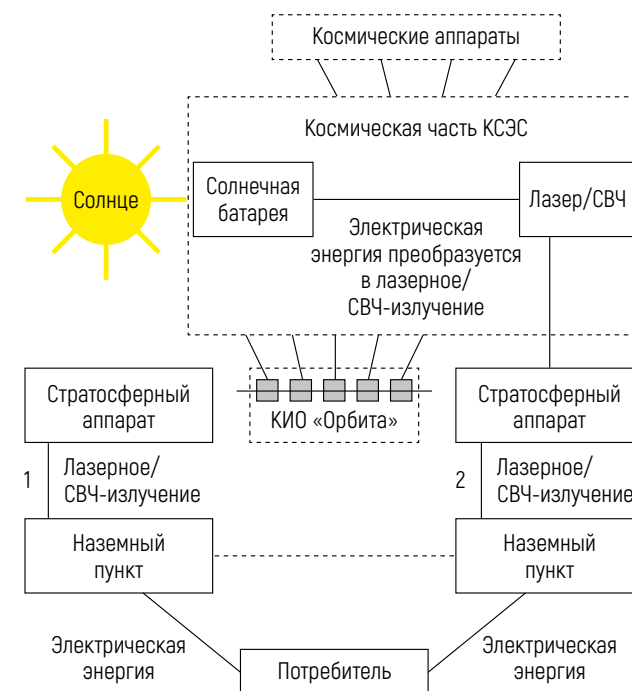 Космические аппараты
Космическая часть КСЭС
Солнце
Солнечная
батарея
Лазер/СВЧ
Электрическая
энергия преобразуется
в лазерное/
СВЧ-излучение
Стратосферный
аппарат
КИО «Орбита»
Стратосферный
аппарат
1
Лазерное/
СВЧ-излучение
2
Лазерное/
СВЧ-излучение
Наземный
пункт
Наземный
пункт
Электрическая
энергия
Потребитель
Электрическая
энергия